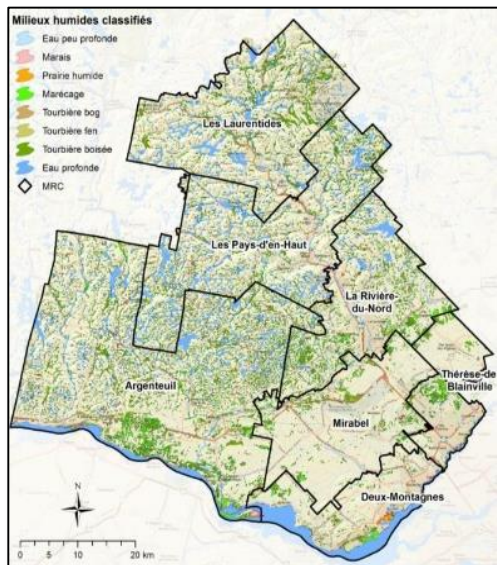 Milieux humides classifiés
Eau peu profonde
Marais
Prairie humide
Marécage
Tourbière bog
Tourbière fen
Tourbière boisée
Eau profonde
MRC
Les Laurentides
Les Pays-d'en-Haut
La Rivière-
du-Nord
Argenteuil
Thérèse-de
Blainville
Mirabel
Deux-Montagnes
N
0 5 10 20 km